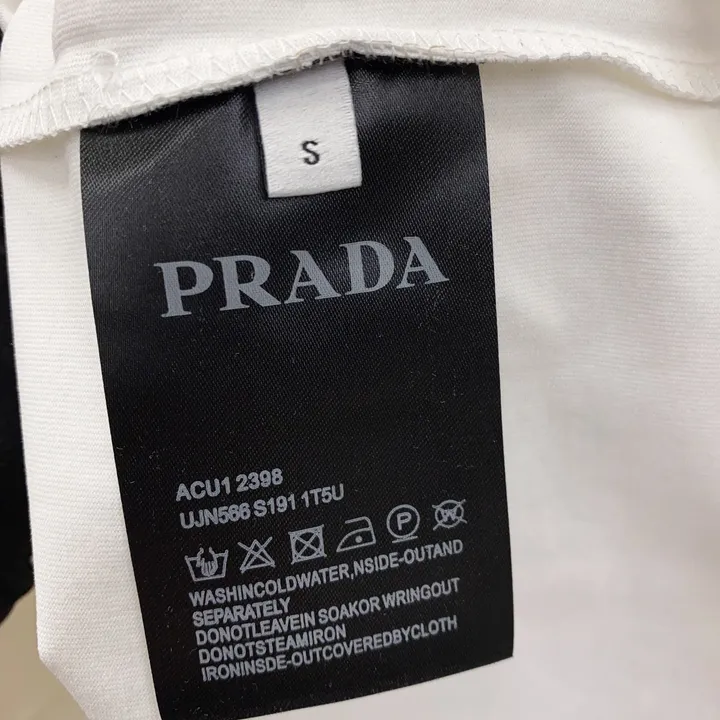 S
PRADA
ACU1 2398
UJN566 S191 1T5U
P
W
WASHINCOLDWATER,NSIDE-OUTAND
SEPARATELY
DONOTLEAVEIN SOAKOR WRINGOUT
DONOTSTEAMIRON
IRONINSDE-OUTCOVEREDBYCLOTH